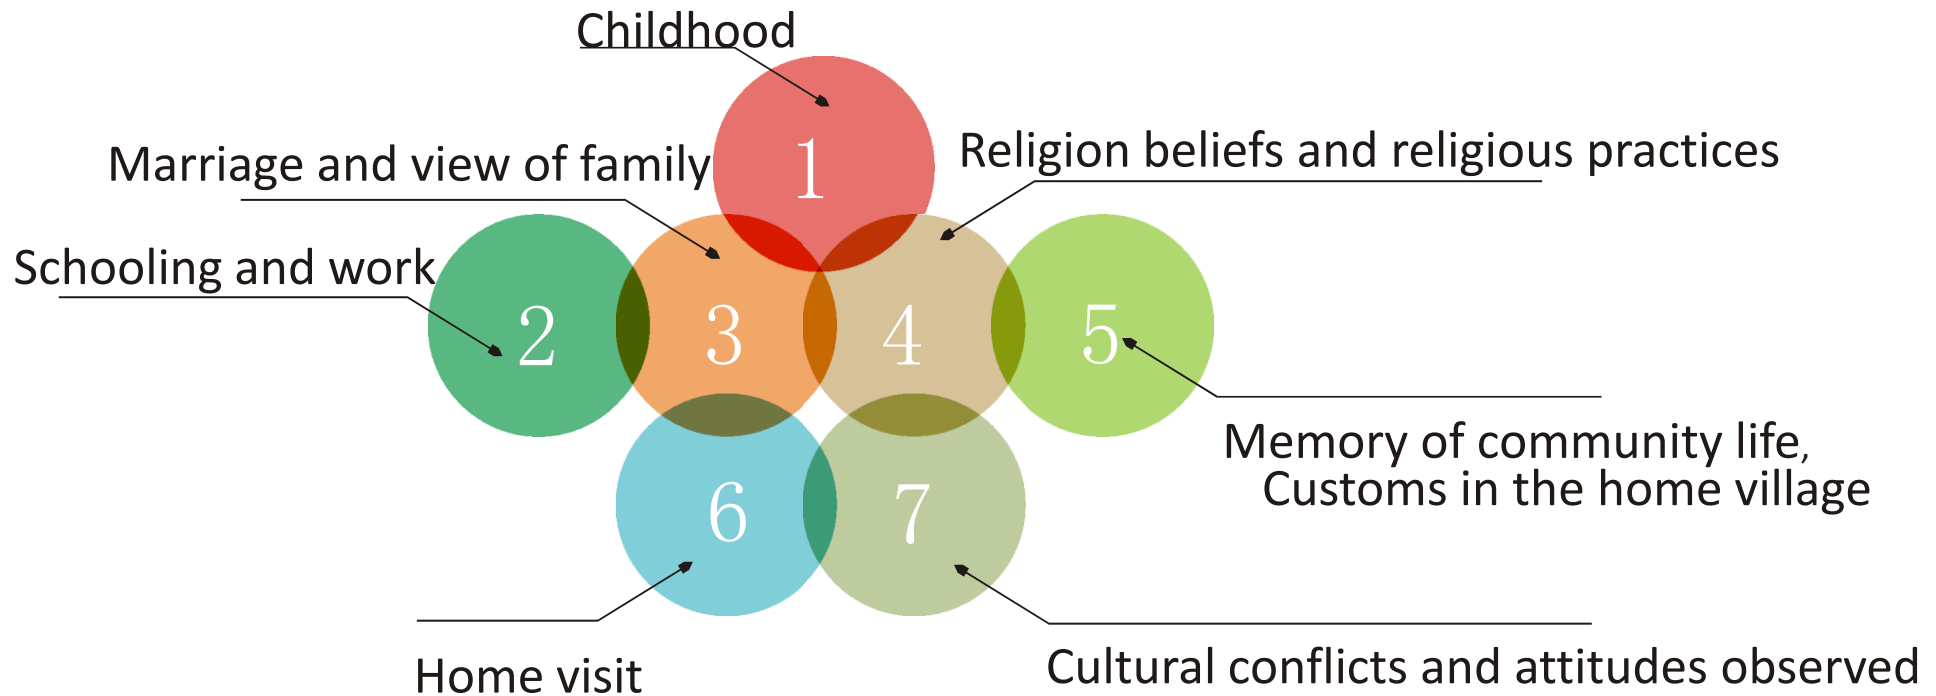 Childhood
1
Marriage and view of family
Religion beliefs and religious practices
Schooling and work
2
3
4
5
Memory of community life,
Customs in the home village
6
7
Home visit
Cultural conflicts and attitudes observed